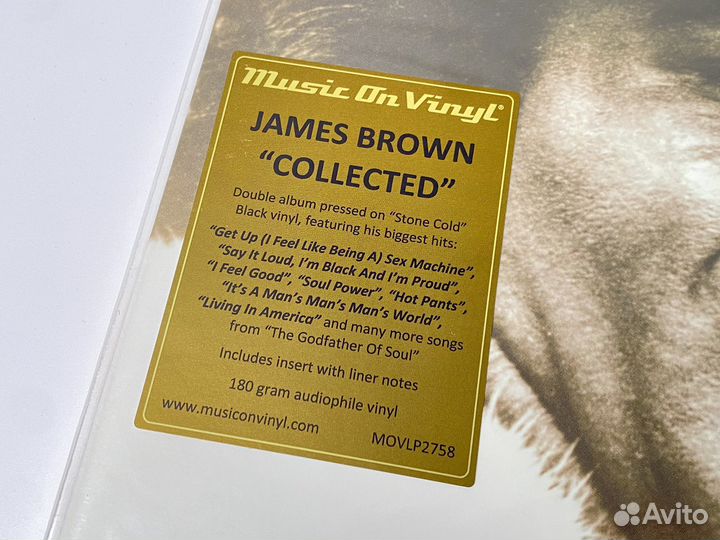 Music On Vinyl®
JAMES BROWN
“COLLECTED”
Double album pressed on “Stone Cold”
Black vinyl, featuring his biggest hits:
“Get Up (I Feel Like Being A) Sex Machine”,
“Say It Loud, I’m Black And I’m Proud”,
“I Feel Good”, “Soul Power”, “Hot Pants”,
“It’s A Man’s Man’s Man’s World”,
“Living In America” and many more songs
from “The Godfather Of Soul”
Includes insert with liner notes
180 gram audiophile vinyl
www.musiconvinyl.com
MOVLP2758
Avito